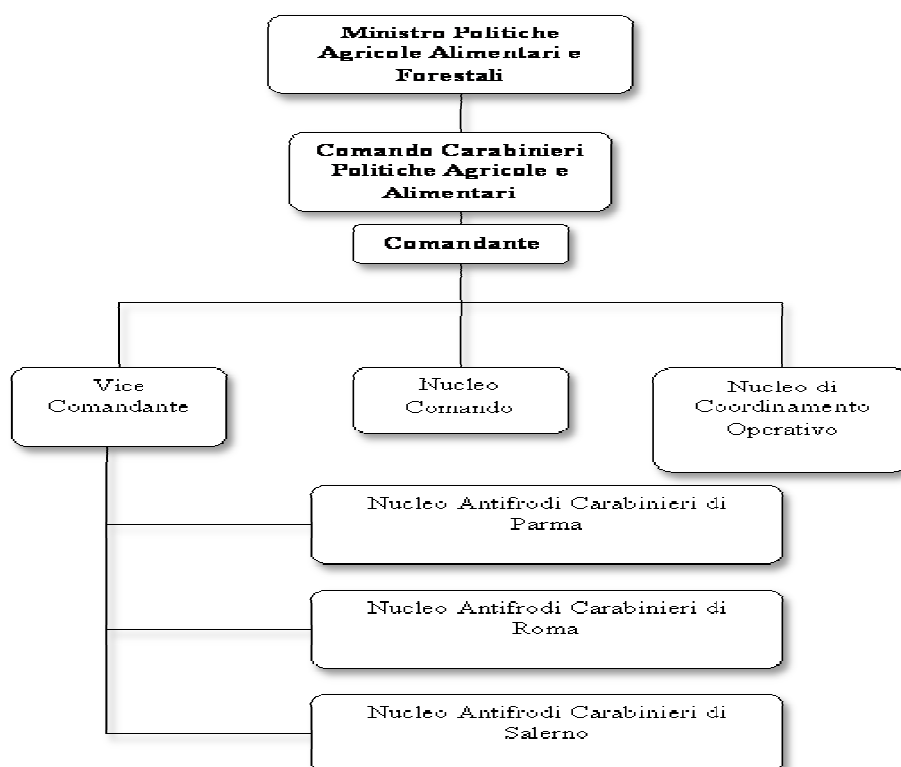 Ministro Politiche
Agricole Alimentari e
Forestali
Comando Carabinieri
Politiche Agricole e
Alimentari
Comandante
Vice
Comandante
Nucleo
Comando
Nucleo di
Coordinamento
Operativo
Nucleo Antifrodi Carabinieri di
Parma
Nucleo Antifrodi Carabinieri di
Roma
Nucleo Antifrodi Carabinieri di
Salerno